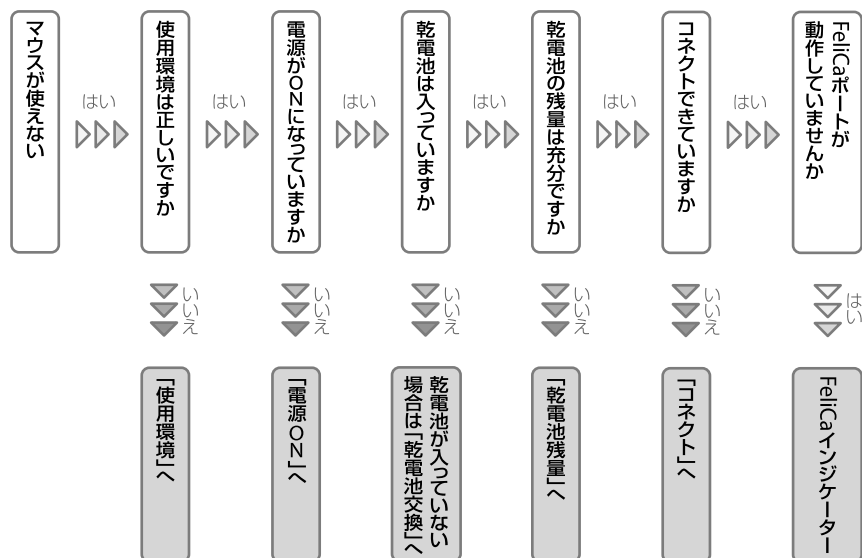 マウスが使えない
はい
使用環境は正しいですか
はい
電源がONになっていますか
はい
乾電池は入っていますか
はい
乾電池の残量は充分ですか
はい
コネクトできていますか
はい
FeliCaポートが
動作していませんか
いいえ
いいえ
いいえ
いいえ
いいえ
はい
「使用環境」へ
「電源ON」へ
乾電池が入っていない
場合は「乾電池交換」へ
「乾電池残量」へ
「コネクト」へ
FeliCaインジケーター